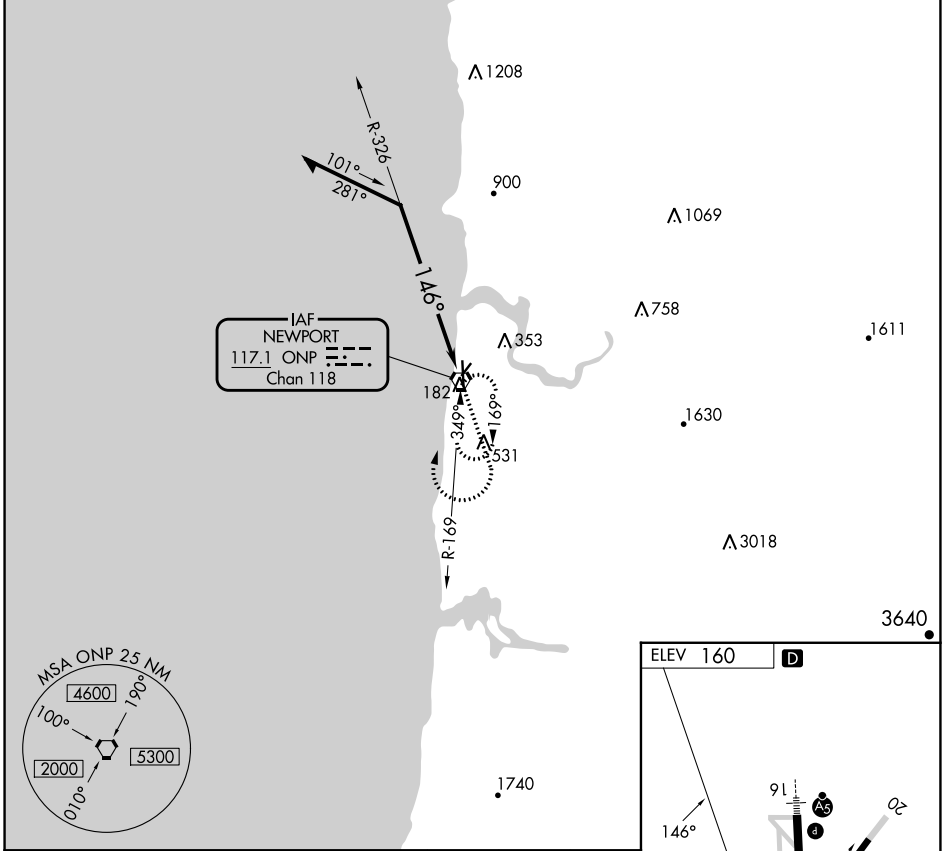 1208
R-326
101°
281°
900
1069
146°
758
IAF
NEWPORT
117.1 ONP
Chan 118
353
1611
182
349°
169°
1630
531
R-169
3018
3640
MSA ONP 25 NM
4600
190°
100°
5300
2000
010°
1740
ELEV 160
D
146°
16
A5
P
20